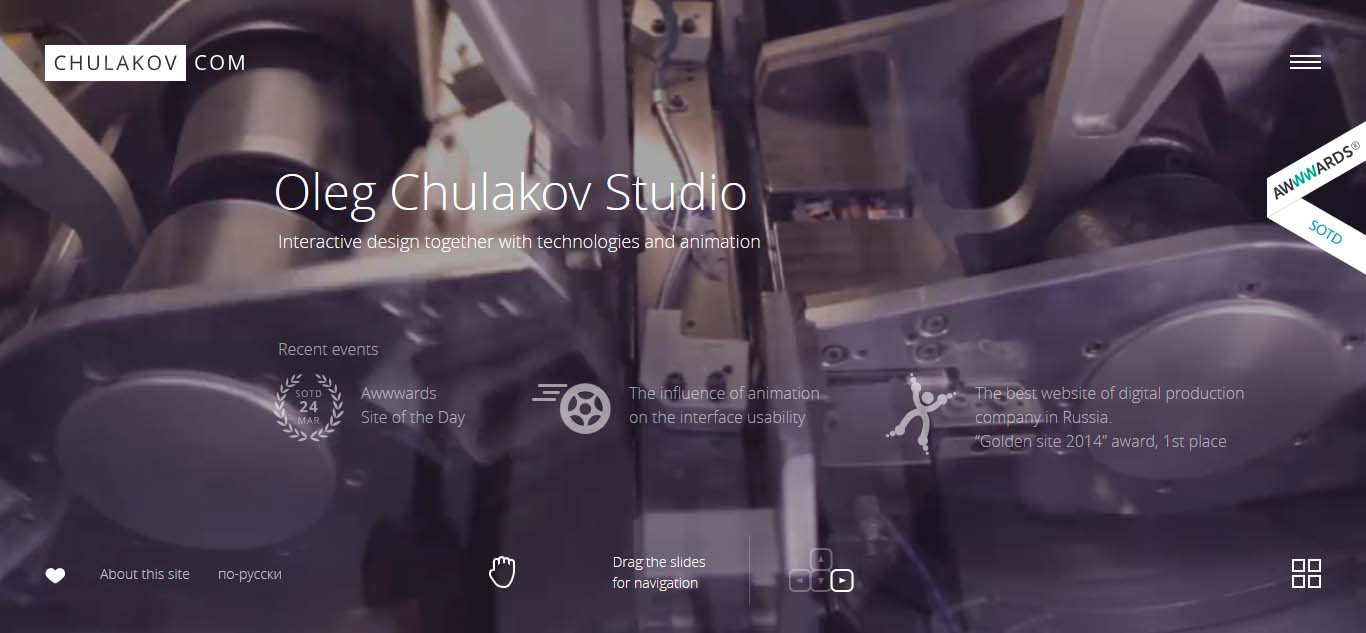 CHULAKOV COM
AWWWARDS®
SOTD
Oleg Chulakov Studio
Interactive design together with technologies and animation
Recent events
SOTD
24
MAR
Awwwards
Site of the Day
The influence of animation
on the interface usability
The best website of digital production
company in Russia.
“Golden site 2014” award, 1st place
About this site
по-русски
Drag the slides
for navigation